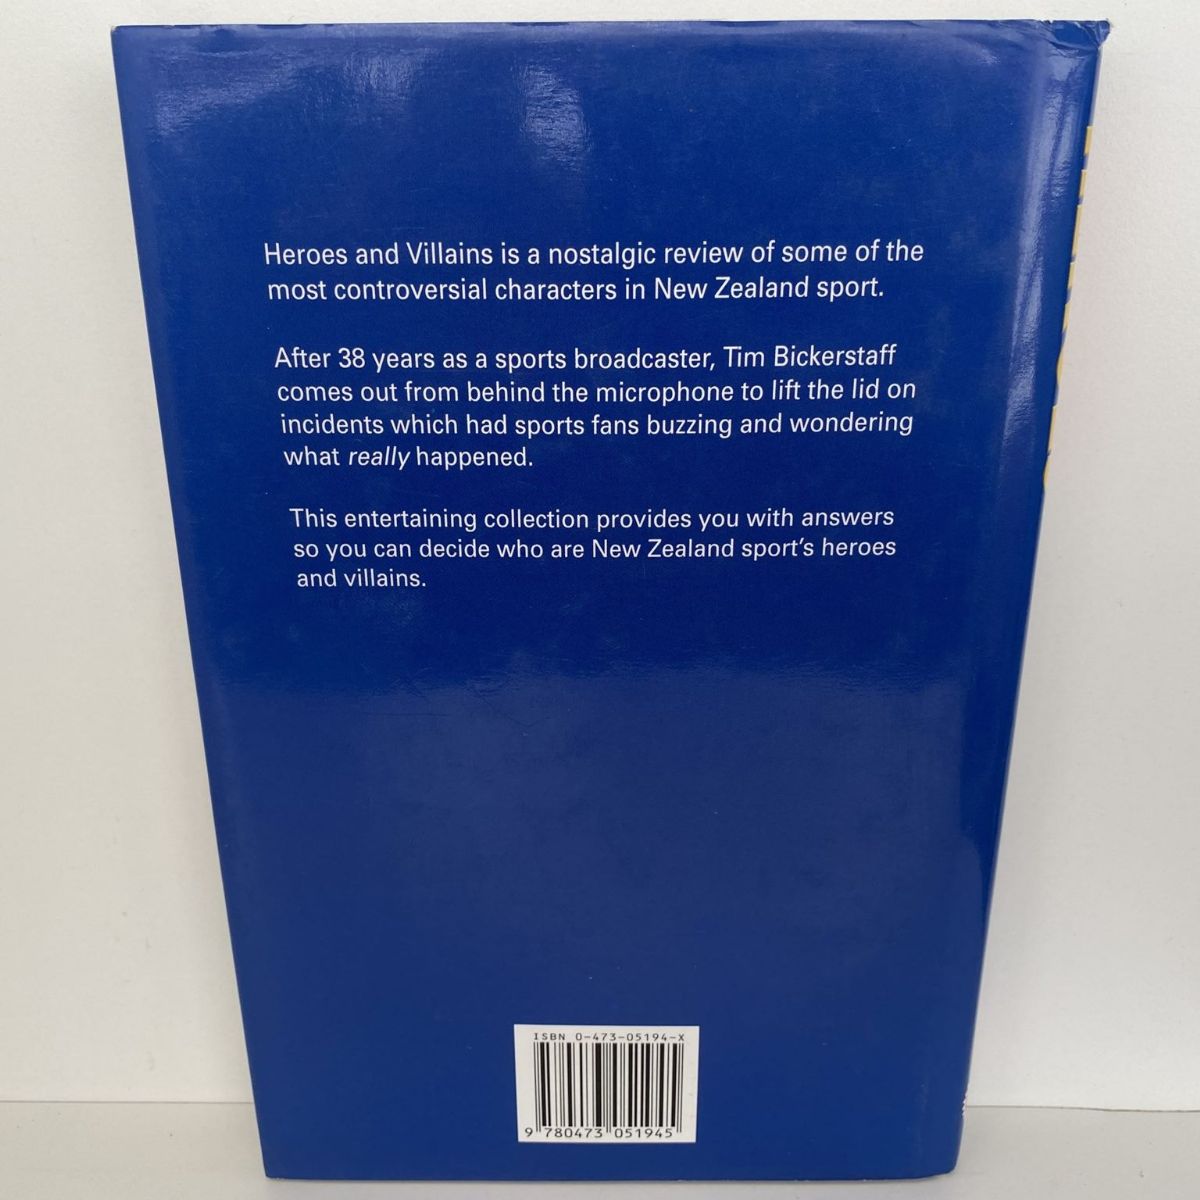 Heroes and Villains is a nostalgic review of some of the
most controversial characters in New Zealand sport.
After 38 years as a sports broadcaster, Tim Bickerstaff
comes out from behind the microphone to lift the lid on
incidents which had sports fans buzzing and wondering
what really happened.
This entertaining collection provides you with answers
so you can decide who are New Zealand sport's heroes
and villains.
ISBN 0-473-05194-X
9 780473 051945